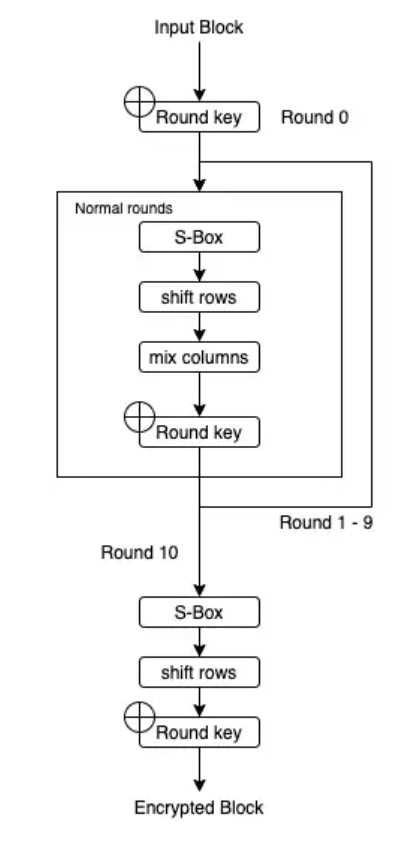 Input Block
Round key
Round 0
Normal rounds
S-Box
shift rows
mix columns
Round key
Round 1 - 9
Round 10
S-Box
shift rows
Round key
Encrypted Block